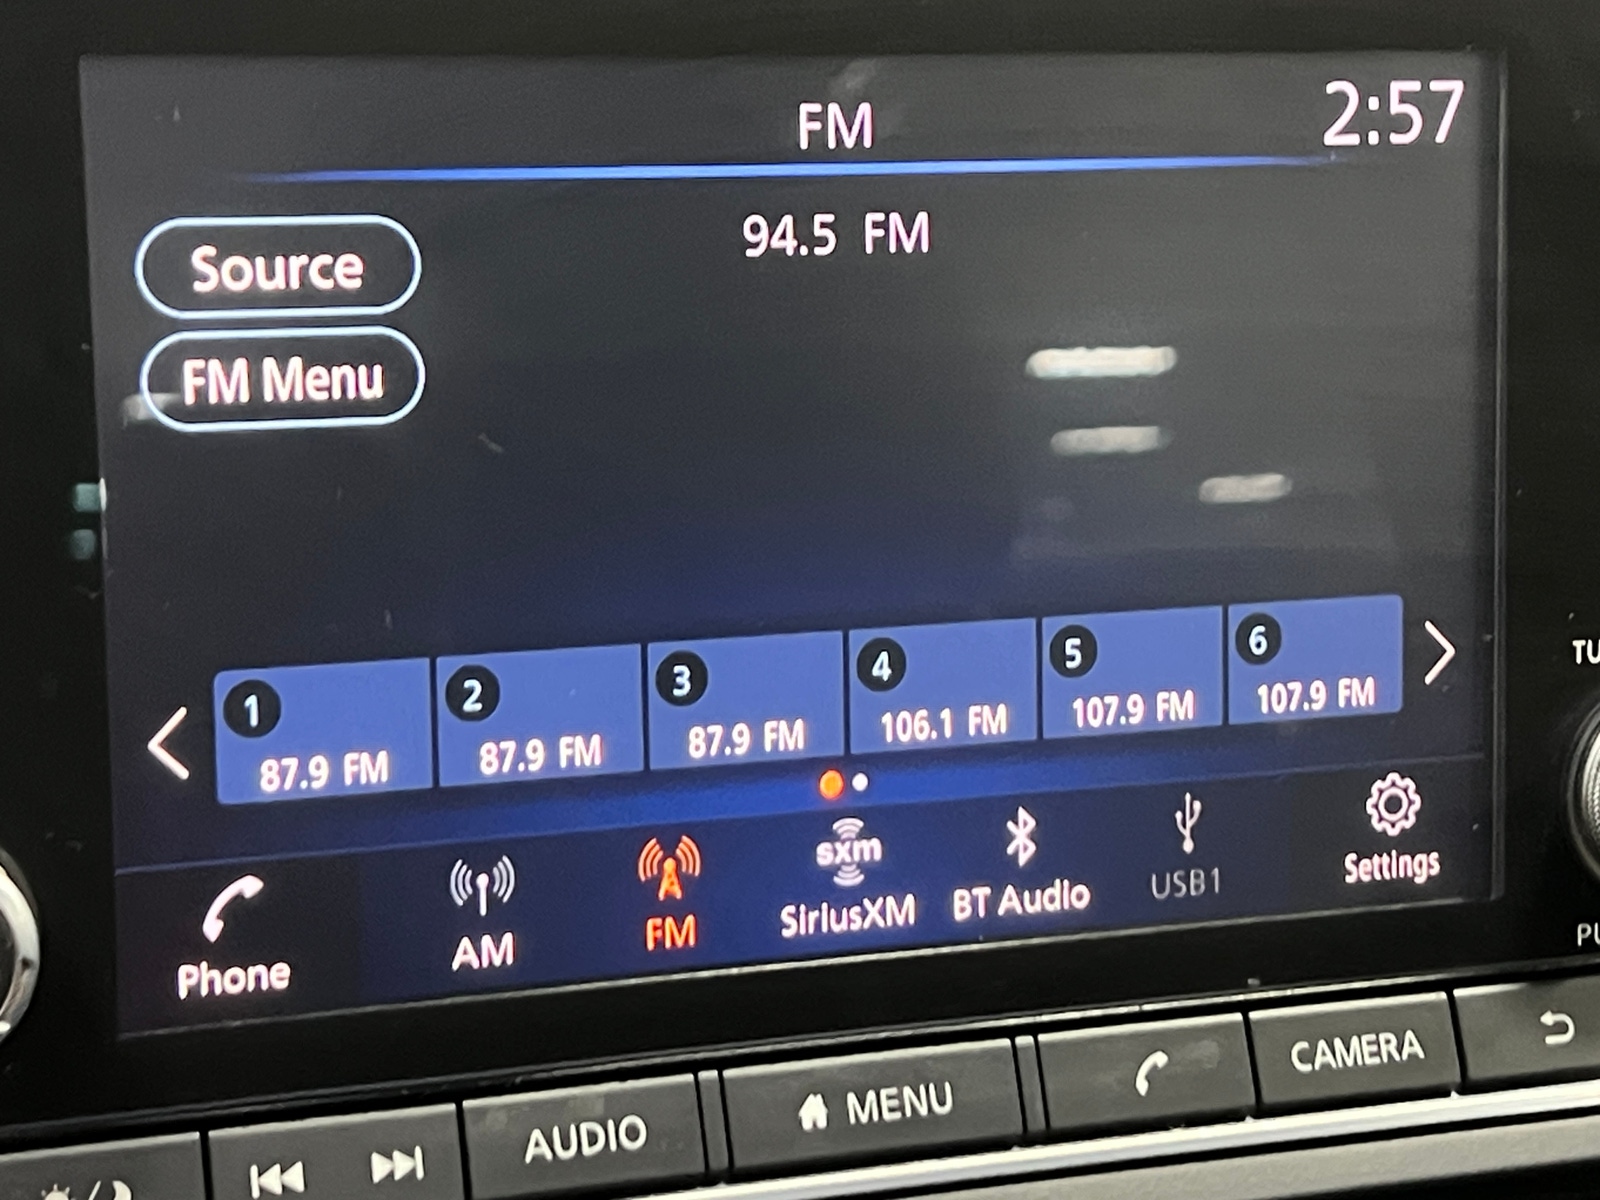 FM
2:57
94.5 FM
Source
FM Menu
1
87.9 FM
2
87.9 FM
3
87.9 FM
4
106.1 FM
5
107.9 FM
6
107.9 FM
Phone
AM
FM
sxm
SiriusXM
BT Audio
USB1
Settings
AUDIO
MENU
CAMERA